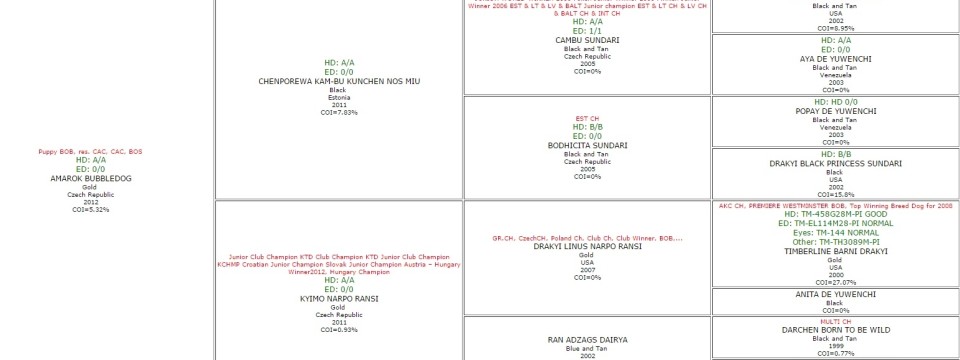 Puppy BOB, res. CAC, CAC, BOS
HD: A/A
ED: 0/0
AMAROK BUBBLEDOG
Gold
Czech Republic
2012
COI=5.32%
HD: A/A
ED: 0/0
CHENPOREWA KAM-BU KUNCHEN NOS MIU
Black
Estonia
2011
COI=7.83%
Junior Club Champion KTD Club Champion KTD Junior Club Champion
KCHMP Croatian Junior Champion Slovak Junior Champion Austria – Hungary
Winner2012, Hungary Champion
HD: A/A
ED: 0/0
KYIMO NARPO RANSI
Gold
Czech Republic
2011
COI=0.93%
Winner 2006 EST & LT & LV & BALT Junior champion EST & LT CH & LV CH
& BALT CH & INT CH
HD: A/A
ED: 1/1
CAMBU SUNDARI
Black and Tan
Czech Republic
2005
COI=0%
EST CH
HD: B/B
ED: 0/0
BODHICITA SUNDARI
Black and Tan
Czech Republic
2005
COI=0%
GR.CH, CzechCH, Poland Ch, Club Ch, Club Winner, BOB,...
DRAKYI LINUS NARPO RANSI
Gold
USA
2007
COI=0%
RAN ADZAGS DAIRYA
Blue and Tan
2002
Black and Tan
USA
2002
COI=8.95%
HD: A/A
ED: 0/0
AYA DE YUWENCHI
Black and Tan
Venezuela
2003
COI=0%
HD: HD 0/0
POPAY DE YUWENCHI
Black and Tan
Venezuela
2003
COI=0%
HD: B/B
DRAKYI BLACK PRINCESS SUNDARI
Black
USA
2002
COI=15.8%
AKC CH, PREMIERE WESTMINSTER BOB, Top Winning Breed Dog for 2008
HD: TM-458G28M-PI GOOD
ED: TM-EL114M28-PI NORMAL
Eyes: TM-144 NORMAL
Other: TM-TH3089M-PI
TIMBERLINE BARNI DRAKYI
Gold
USA
2000
COI=27.07%
ANITA DE YUWENCHI
Black
COI=0%
MULTI CH
DARCHEN BORN TO BE WILD
Black and Tan
1999
COI=0.77%